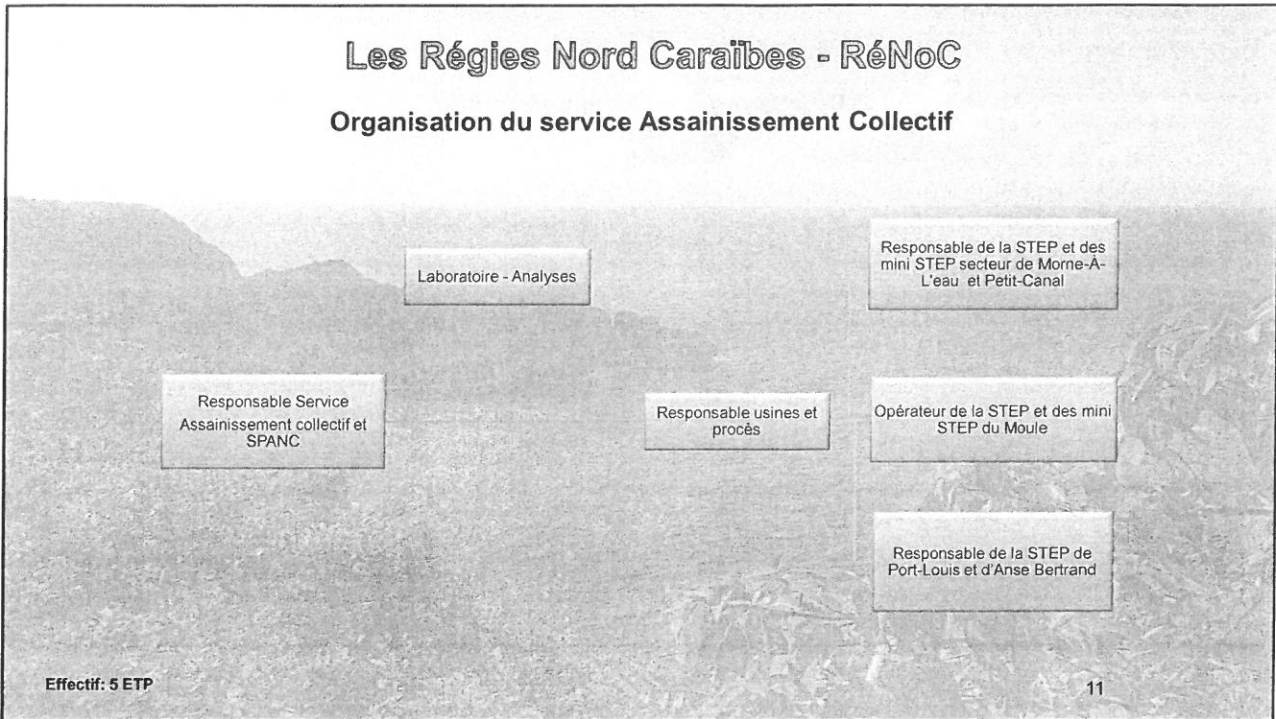 Les Régies Nord Caraïbes - RéNoC
Organisation du service Assainissement Collectif
Laboratoire - Analyses
Responsable de la STEP et des
mini STEP secteur de Morne-À-
L'eau et Petit-Canal
Responsable Service
Assainissement collectif et
SPANC
Responsable usines et
procès
Opérateur de la STEP et des mini
STEP du Moule
Responsable de la STEP de
Port-Louis et d'Anse Bertrand
Effectif: 5 ETP
11